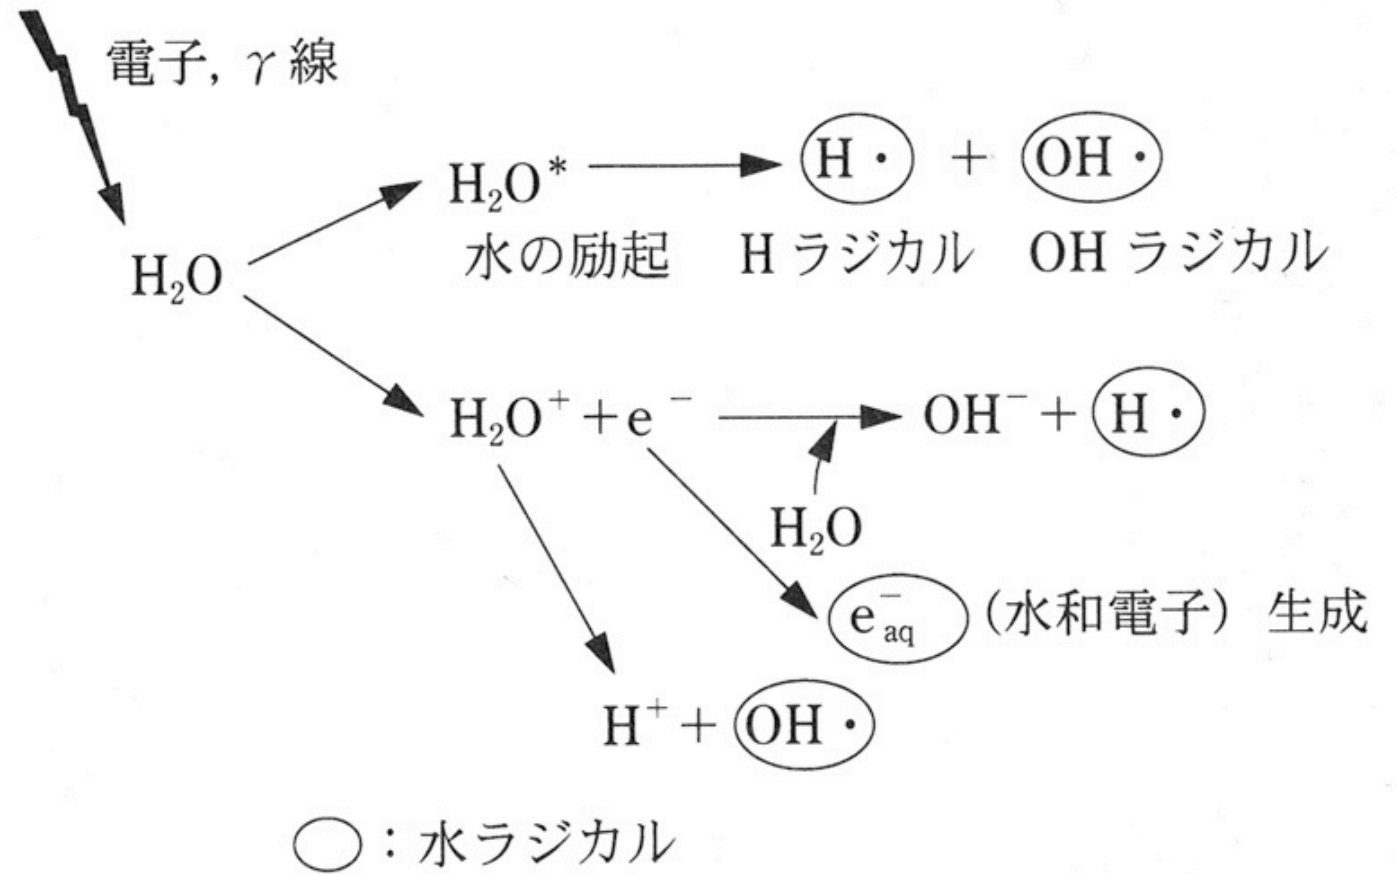 電子, γ線
H₂O* H・ + OH・
水の励起 Hラジカル OHラジカル
H₂O
H₂O⁺+e⁻ OH⁻+H・
H₂O
e⁻aq (水和電子) 生成
H⁺+OH・
○：水ラジカル